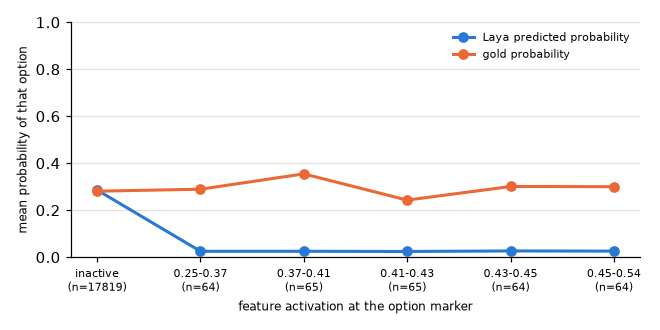 1.0
0.8
0.6
0.4
0.2
0.0
mean probability of that option
Laya predicted probability
gold probability
inactive
(n=17819)
0.25-0.37
(n=64)
0.37-0.41
(n=65)
0.41-0.43
(n=65)
0.43-0.45
(n=64)
0.45-0.54
(n=64)
feature activation at the option marker